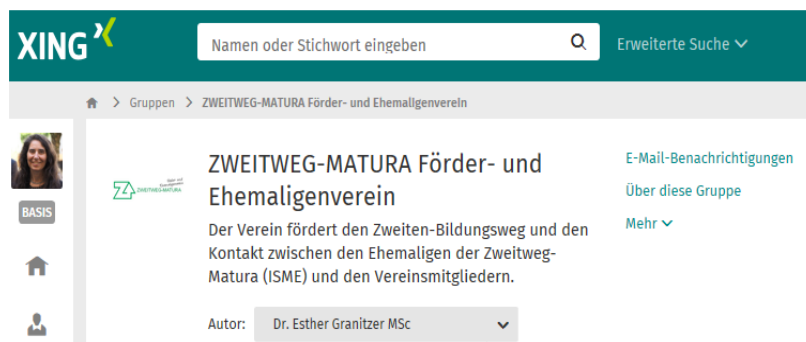 XING
Namen oder Stichwort eingeben
Erweiterte Suche
Gruppen > ZWEITWEG-MATURA Förder- und Ehemaligenverein
BASIS
ZWEITWEG-MATURA
ZWEITWEG-MATURA Förder- und
Ehemaligenverein
Der Verein fördert den Zweiten-Bildungsweg und den
Kontakt zwischen den Ehemaligen der Zweitweg-
Matura (ISME) und den Vereinsmitgliedern.
E-Mail-Benachrichtigungen
Über diese Gruppe
Mehr
Autor: Dr. Esther Granitzer MSc